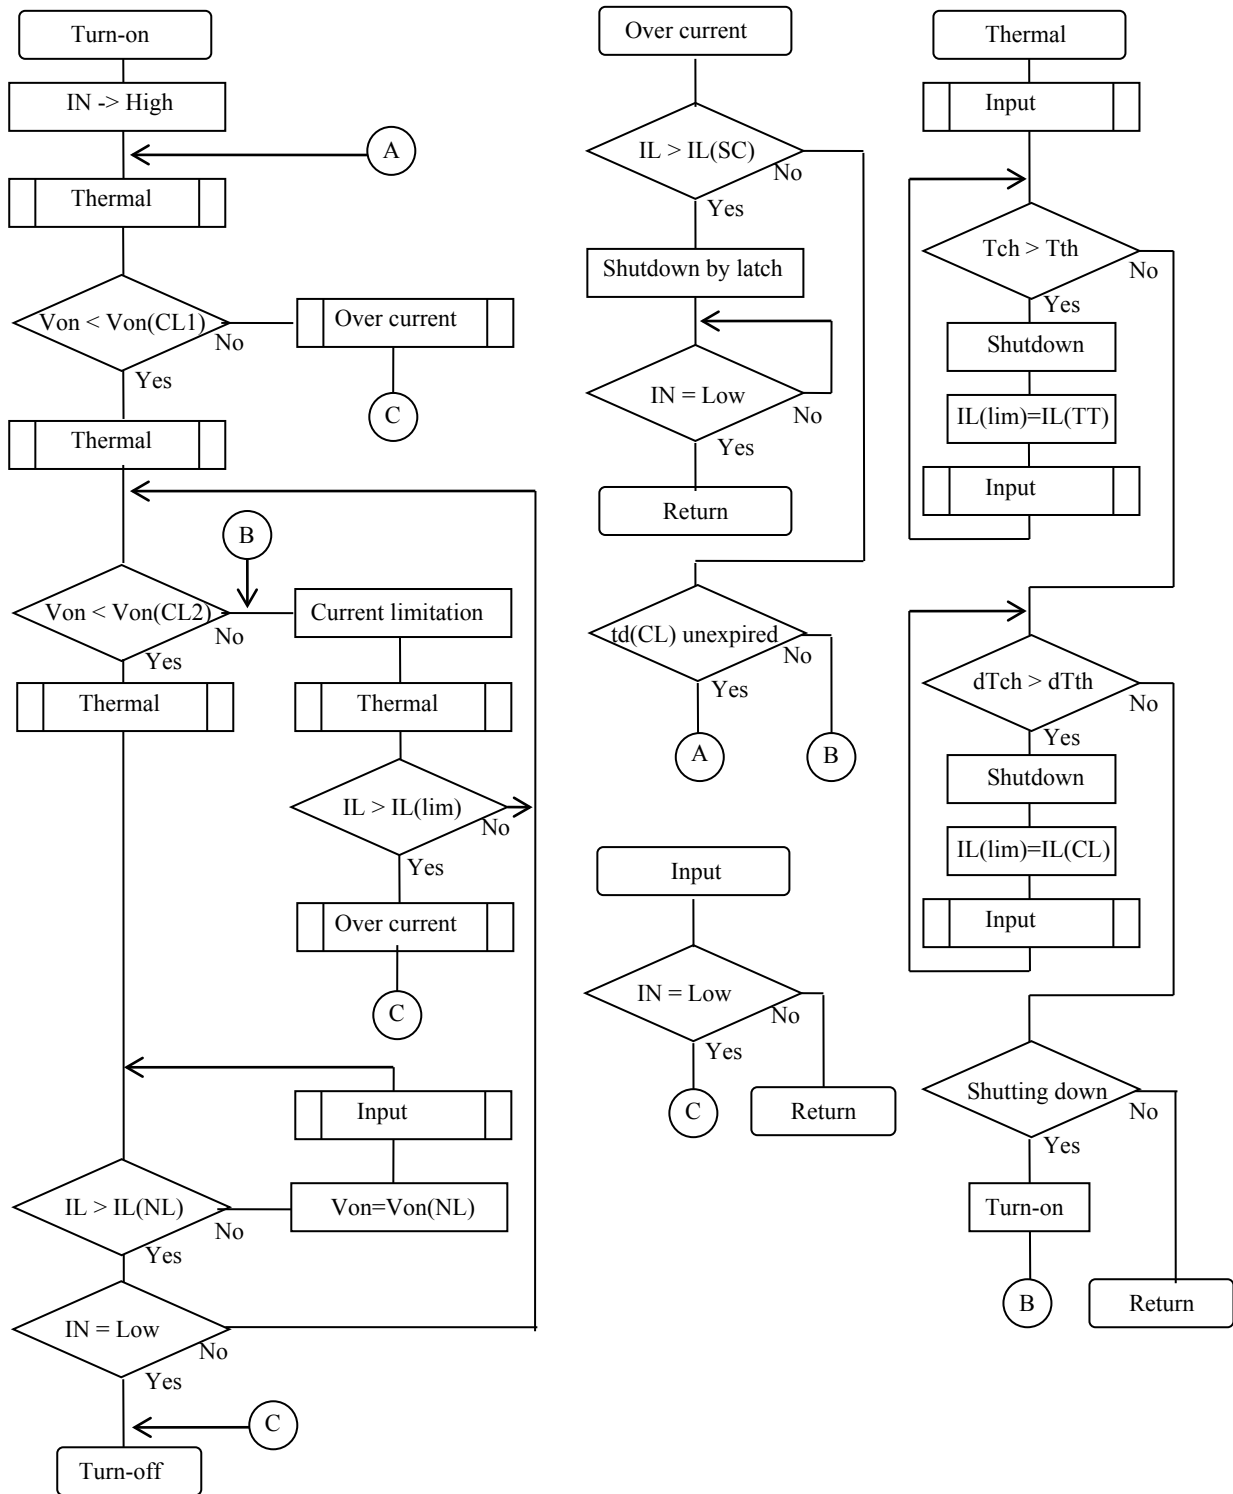 Turn-on
IN -> High
A
Thermal
Von < Von(CL1)
No
Yes
Over current
C
Thermal
B
Von < Von(CL2)
No
Yes
Current limitation
Thermal
Thermal
IL > IL(lim)
No
Yes
Over current
C
Input
IL > IL(NL)
No
Yes
Von=Von(NL)
IN = Low
No
Yes
C
Turn-off
Over current
IL > IL(SC)
No
Yes
Shutdown by latch
IN = Low
No
Yes
Return
td(CL) unexpired
No
Yes
A
B
Input
IN = Low
No
Yes
C
Return
Thermal
Input
Tch > Tth
No
Yes
Shutdown
IL(lim)=IL(TT)
Input
dTch > dTth
No
Yes
Shutdown
IL(lim)=IL(CL)
Input
Shutting down
No
Yes
Turn-on
B
Return